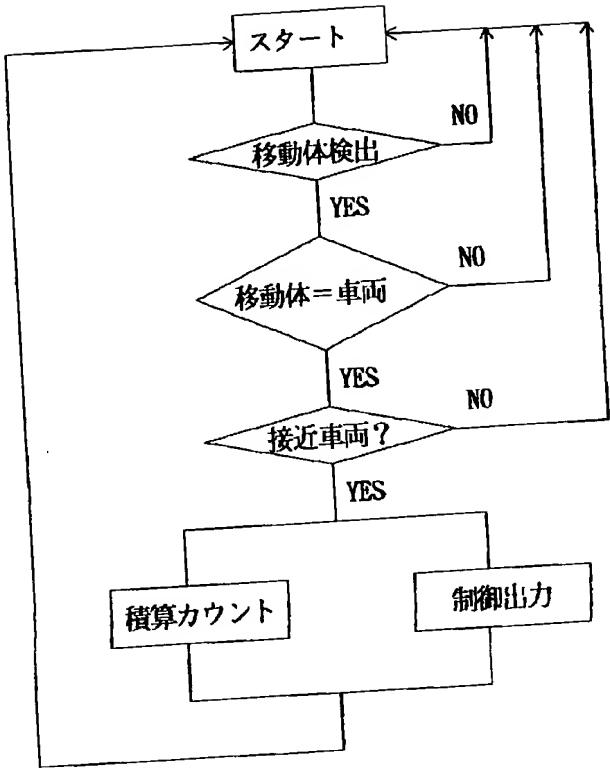 スタート
NO
移動体検出
YES
NO
移動体=車両
YES
NO
接近車両?
YES
積算カウント
制御出力